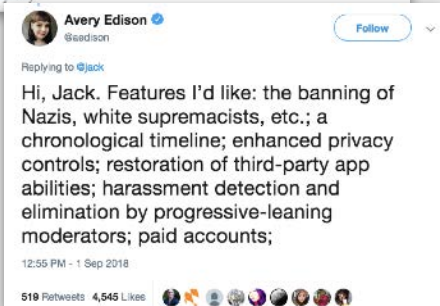 Avery Edison
@aedison
Follow
Replying to @jack
Hi, Jack. Features I'd like: the banning of
Nazis, white supremacists, etc.; a
chronological timeline; enhanced privacy
controls; restoration of third-party app
abilities; harassment detection and
elimination by progressive-leaning
moderators; paid accounts;
12:55 PM - 1 Sep 2018
519 Retweets 4,545 Likes